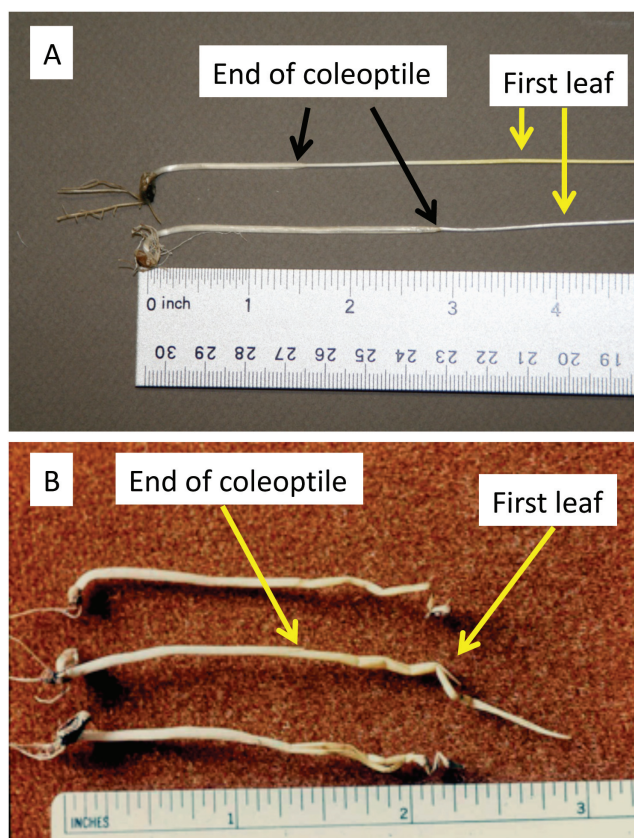 A
End of coleoptile
First leaf
0 inch 1 2 3 4
30 29 28 27 26 25 24 23 22 21 20 19
B
End of coleoptile
First leaf
INCHES 1 2 3